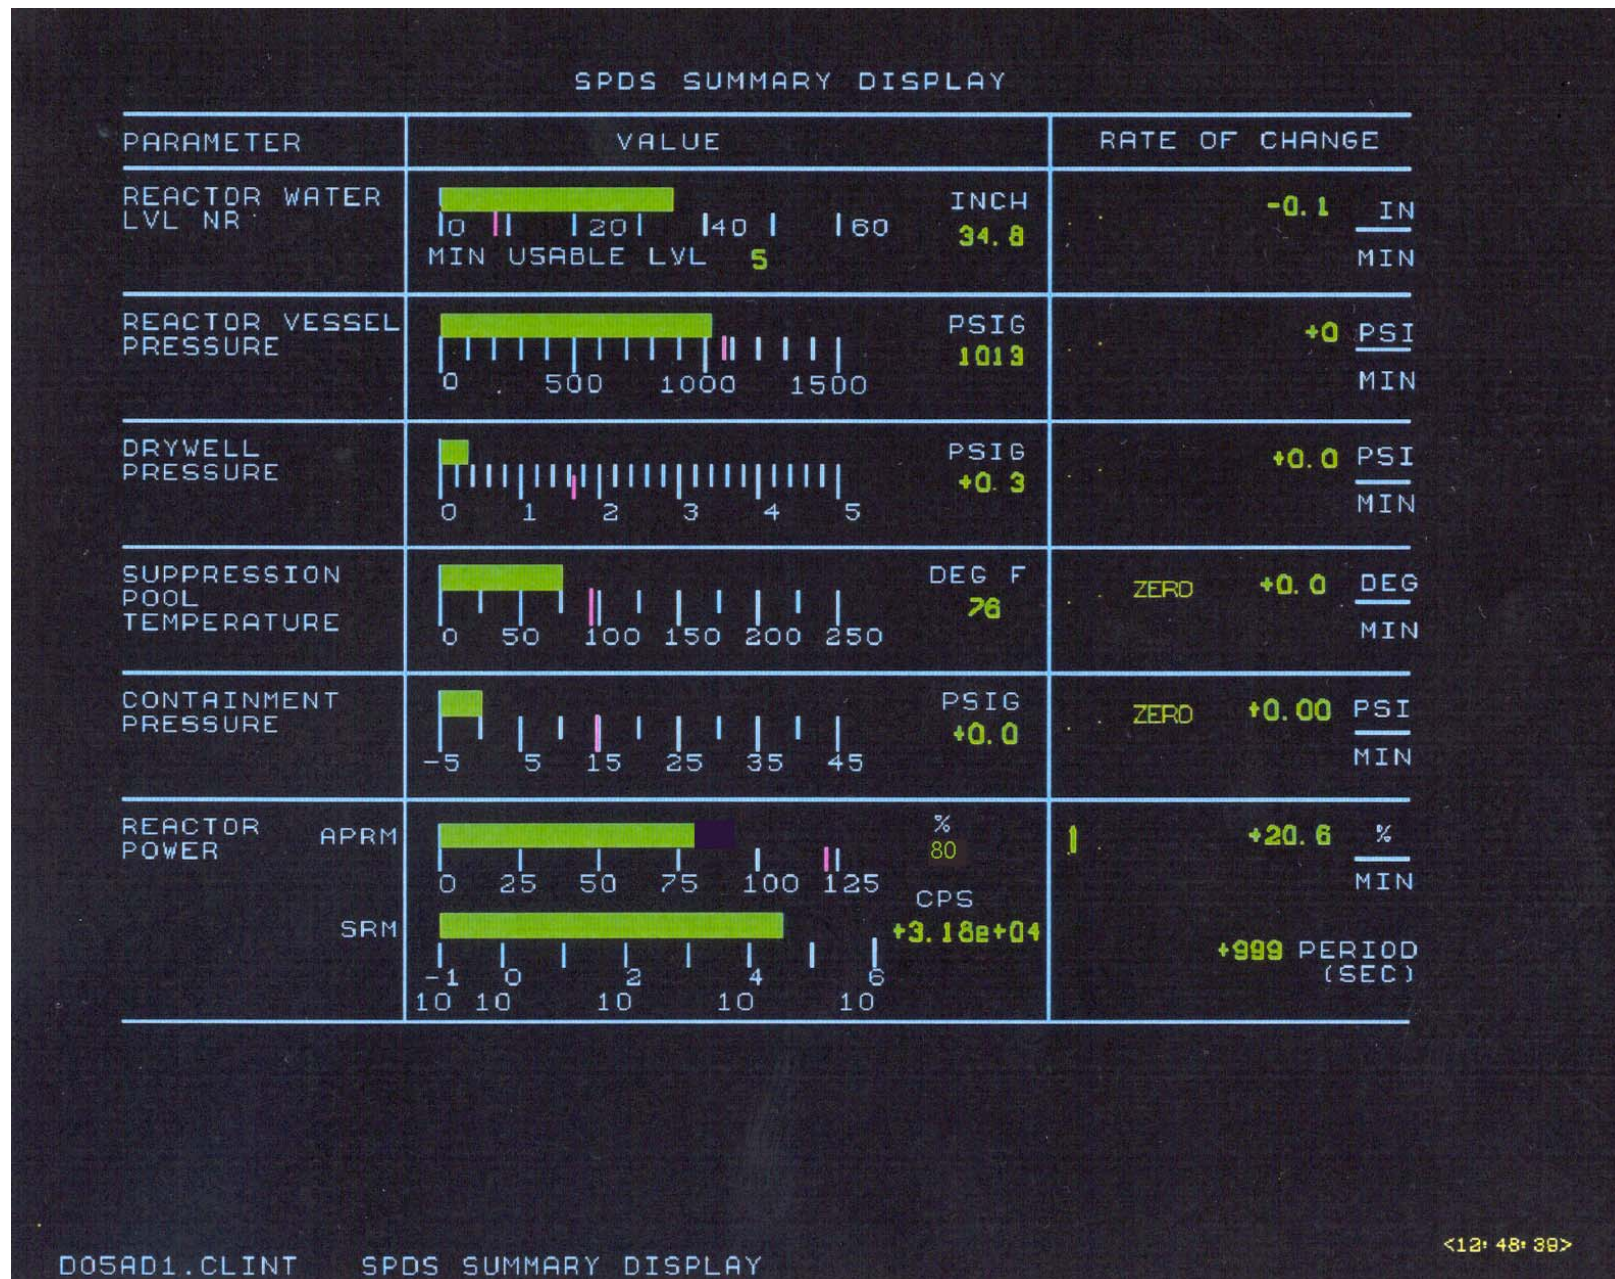 SPDS SUMMARY DISPLAY
PARAMETER VALUE RATE OF CHANGE
REACTOR WATER
LVL NR
0 20 40 60
MIN USABLE LVL 5
INCH
34.8
-0.1 IN
MIN
REACTOR VESSEL
PRESSURE
0 500 1000 1500
PSIG
1013
+0 PSI
MIN
DRYWELL
PRESSURE
0 1 2 3 4 5
PSIG
+0.3
+0.0 PSI
MIN
SUPPRESSION
POOL
TEMPERATURE
0 50 100 150 200 250
DEG F
76
ZERO +0.0 DEG
MIN
CONTAINMENT
PRESSURE
-5 5 15 25 35 45
PSIG
+0.0
ZERO +0.00 PSI
MIN
REACTOR APRM
POWER
0 25 50 75 100 125
%
80
+20.6 %
MIN
SRM
-1 0 2 4 6
10 10 10 10 10
CPS
+3.18e+04
+999 PERIOD
(SEC)
<12:48:39>
D05AD1.CLINT SPDS SUMMARY DISPLAY